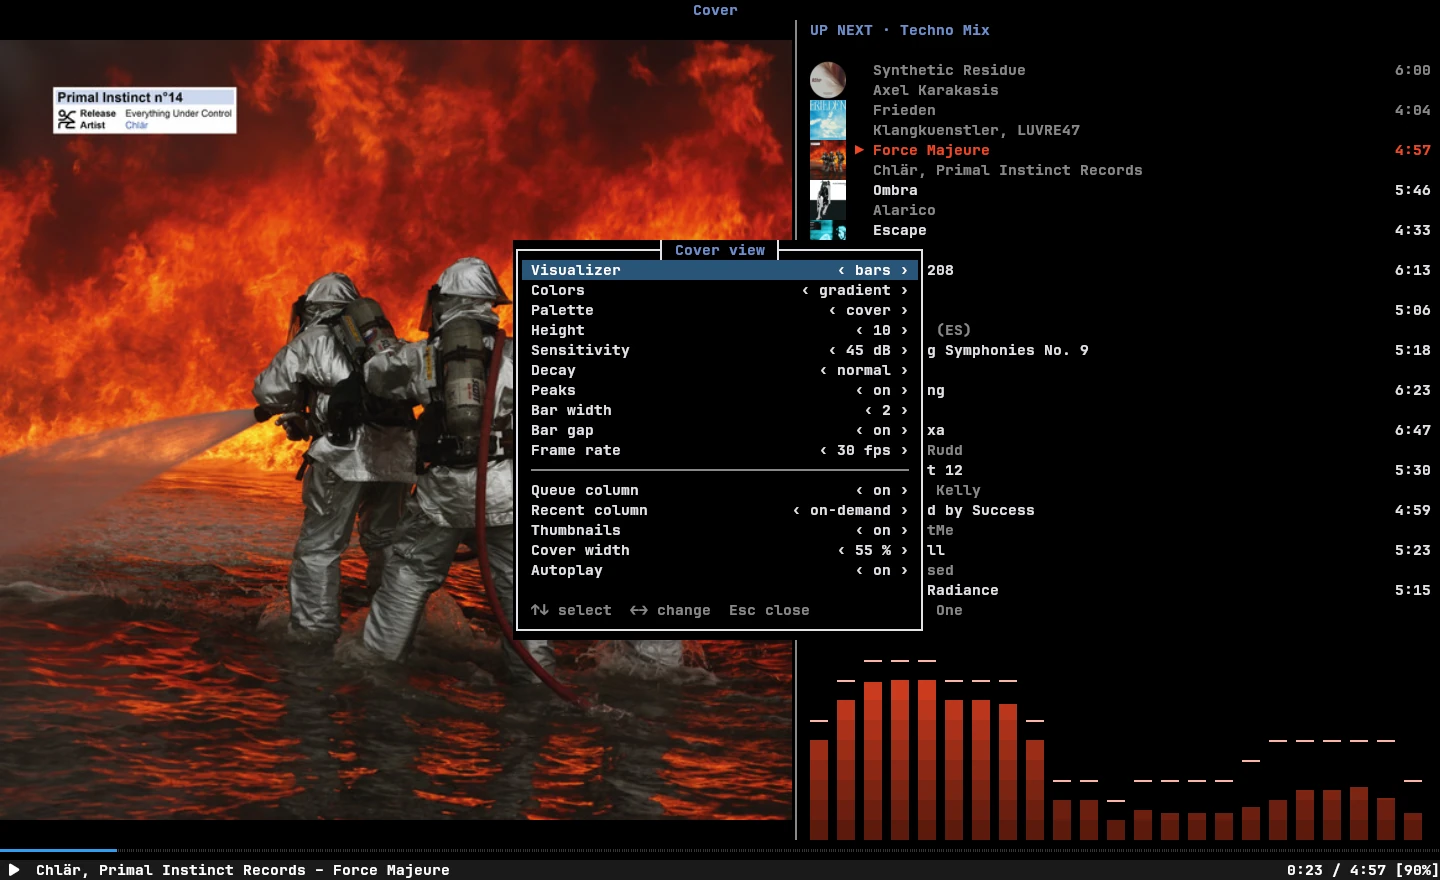 Cover
UP NEXT · Techno Mix
Primal Instinct n°14
Release Everything Under Control
Artist Chlär
Synthetic Residue 6:00
Axel Karakasis
FRIEDEN
Frieden 4:04
Klangkuenstler, LUVRE47
▶ Force Majeure 4:57
Chlär, Primal Instinct Records
Ombra 5:46
Alarico
Escape 4:33
208 6:13
5:06
(ES)
g Symphonies No. 9 5:18
ng 6:23
xa 6:47
Rudd
t 12 5:30
Kelly
d by Success 4:59
tMe
ll 5:23
sed
Radiance 5:15
One
Cover view
Visualizer ‹ bars ›
Colors ‹ gradient ›
Palette ‹ cover ›
Height ‹ 10 ›
Sensitivity ‹ 45 dB ›
Decay ‹ normal ›
Peaks ‹ on ›
Bar width ‹ 2 ›
Bar gap ‹ on ›
Frame rate ‹ 30 fps ›
Queue column ‹ on ›
Recent column ‹ on-demand ›
Thumbnails ‹ on ›
Cover width ‹ 55 % ›
Autoplay ‹ on ›
↑↓ select ↔ change Esc close
Chlär, Primal Instinct Records – Force Majeure 0:23 / 4:57 [90%]